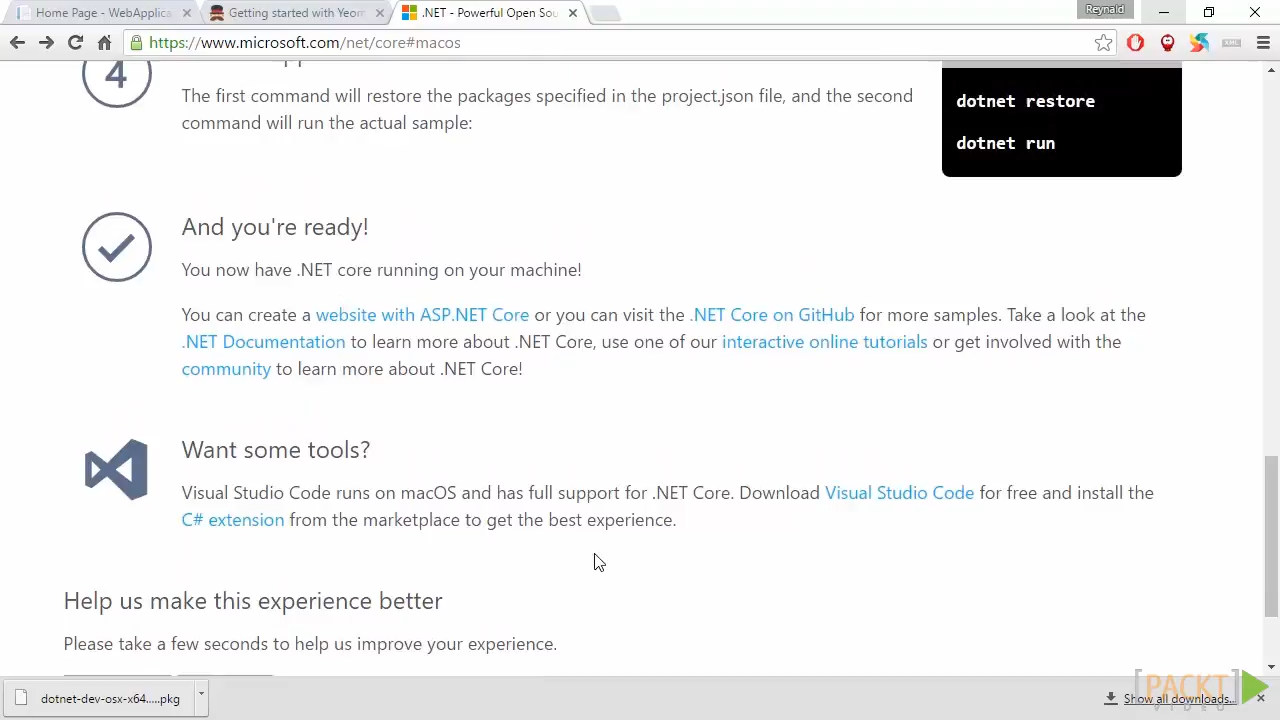 Home Page - WebApplica
Getting started with Yeom
.NET - Powerful Open Sou
Reynald
https://www.microsoft.com/net/core#macos
4
The first command will restore the packages specified in the project.json file, and the second
command will run the actual sample:
dotnet restore
dotnet run
And you're ready!
You now have .NET core running on your machine!
You can create a website with ASP.NET Core or you can visit the .NET Core on GitHub for more samples. Take a look at the
.NET Documentation to learn more about .NET Core, use one of our interactive online tutorials or get involved with the
community to learn more about .NET Core!
Want some tools?
Visual Studio Code runs on macOS and has full support for .NET Core. Download Visual Studio Code for free and install the
C# extension from the marketplace to get the best experience.
Help us make this experience better
Please take a few seconds to help us improve your experience.
dotnet-dev-osx-x64.....pkg
Show all downloads...
PACKT
VIDEO